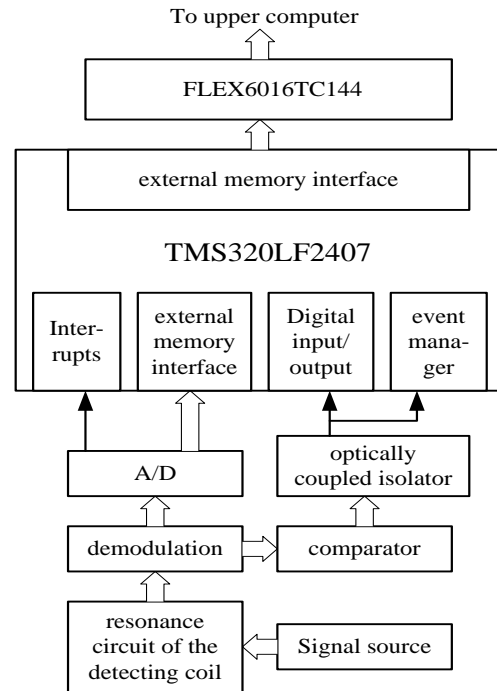 To upper computer
FLEX6016TC144
external memory interface
TMS320LF2407
Inter-
rupts
external
memory
interface
Digital
input/
output
event
mana-
ger
A/D
optically
coupled isolator
demodulation
comparator
resonance
circuit of the
detecting coil
Signal source